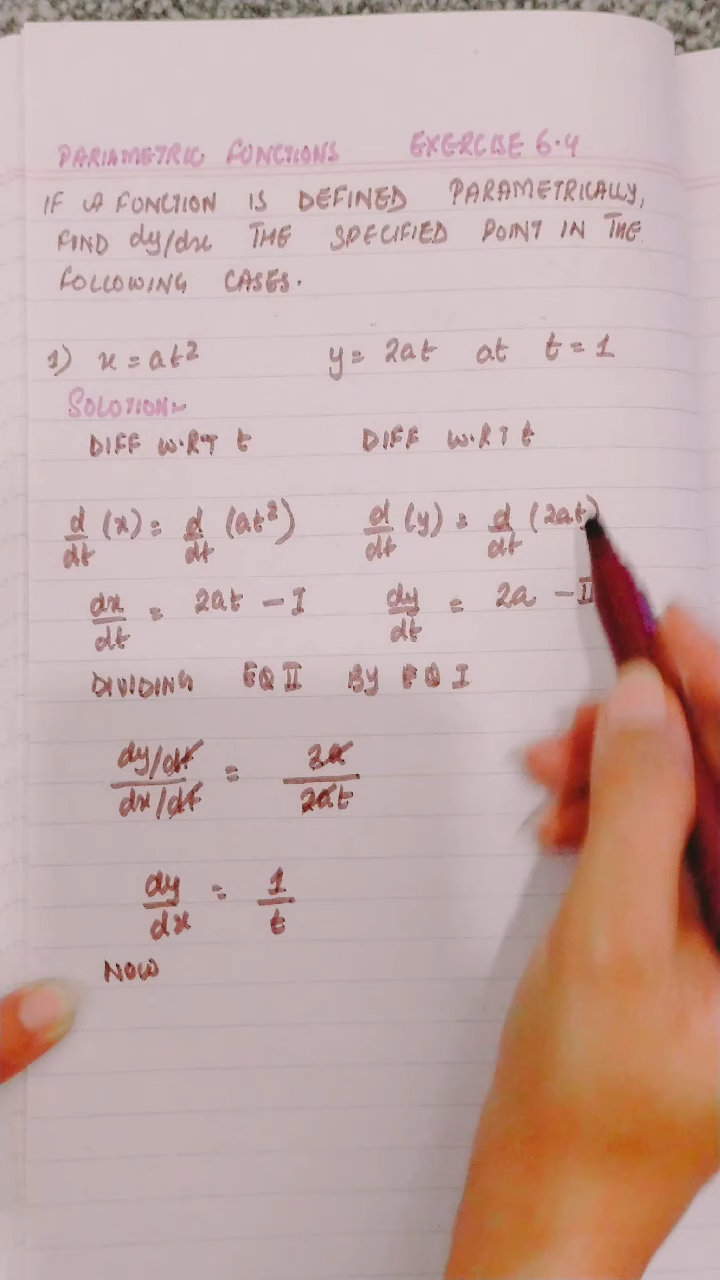 PARAMETRIC FUNCTIONS EXERCISE 6.4
IF A FUNCTION IS DEFINED PARAMETRICALLY,
FIND dy/dx THE SPECIFIED POINT IN THE
FOLLOWING CASES.
1) x = at² y = 2at at t = 1
SOLUTION:-
DIFF W.R.T t DIFF W.R.T t
d/dt (x) = d/dt (at²) d/dt (y) = d/dt (2at)
dx/dt = 2at - I dy/dt = 2a - II
DIVIDING EQ II BY EQ I
dy/dt / dx/dt = 2a / 2at
dy/dx = 1/t
NOW